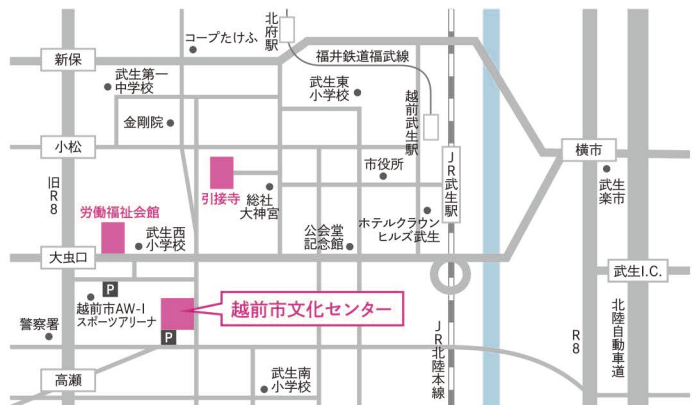 北府駅
コープたけふ
福井鉄道福武線
新保
武生第一
中学校
武生東
小学校
越前武生駅
金剛院
小松
横市
JR武生駅
市役所
旧R8
引接寺
総社
大神宮
武生
楽市
労働福祉会館
武生西
小学校
公会堂
記念館
ホテルクラウン
ヒルズ武生
大虫口
武生I.C.
P
越前市AW-I
スポーツアリーナ
越前市文化センター
P
警察署
JR北陸本線
R8
北陸自動車道
高瀬
武生南
小学校